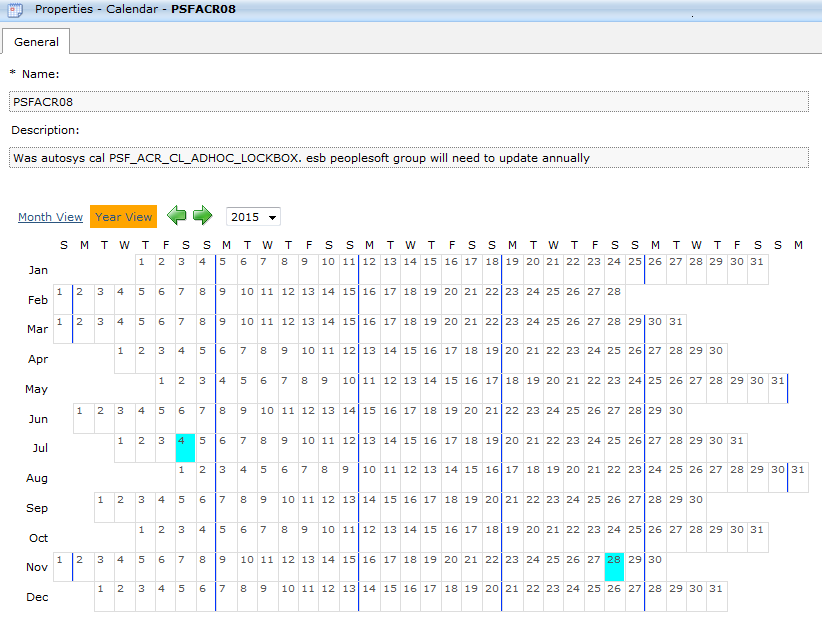 Properties - Calendar - PSFACR08
General
* Name:
PSFACR08
Description:
Was autosys cal PSF_ACR_CL_ADHOC_LOCKBOX. esb peoplesoft group will need to update annually
Month View Year View 2015
S M T W T F S S M T W T F S S M T W T F S S M T W T F S S M T W T F S S M
Jan 1 2 3 4 5 6 7 8 9 10 11 12 13 14 15 16 17 18 19 20 21 22 23 24 25 26 27 28 29 30 31
Feb 1 2 3 4 5 6 7 8 9 10 11 12 13 14 15 16 17 18 19 20 21 22 23 24 25 26 27 28
Mar 1 2 3 4 5 6 7 8 9 10 11 12 13 14 15 16 17 18 19 20 21 22 23 24 25 26 27 28 29 30 31
Apr 1 2 3 4 5 6 7 8 9 10 11 12 13 14 15 16 17 18 19 20 21 22 23 24 25 26 27 28 29 30
May 1 2 3 4 5 6 7 8 9 10 11 12 13 14 15 16 17 18 19 20 21 22 23 24 25 26 27 28 29 30 31
Jun 1 2 3 4 5 6 7 8 9 10 11 12 13 14 15 16 17 18 19 20 21 22 23 24 25 26 27 28 29 30
Jul 1 2 3 4 5 6 7 8 9 10 11 12 13 14 15 16 17 18 19 20 21 22 23 24 25 26 27 28 29 30 31
Aug 1 2 3 4 5 6 7 8 9 10 11 12 13 14 15 16 17 18 19 20 21 22 23 24 25 26 27 28 29 30 31
Sep 1 2 3 4 5 6 7 8 9 10 11 12 13 14 15 16 17 18 19 20 21 22 23 24 25 26 27 28 29 30
Oct 1 2 3 4 5 6 7 8 9 10 11 12 13 14 15 16 17 18 19 20 21 22 23 24 25 26 27 28 29 30 31
Nov 1 2 3 4 5 6 7 8 9 10 11 12 13 14 15 16 17 18 19 20 21 22 23 24 25 26 27 28 29 30
Dec 1 2 3 4 5 6 7 8 9 10 11 12 13 14 15 16 17 18 19 20 21 22 23 24 25 26 27 28 29 30 31